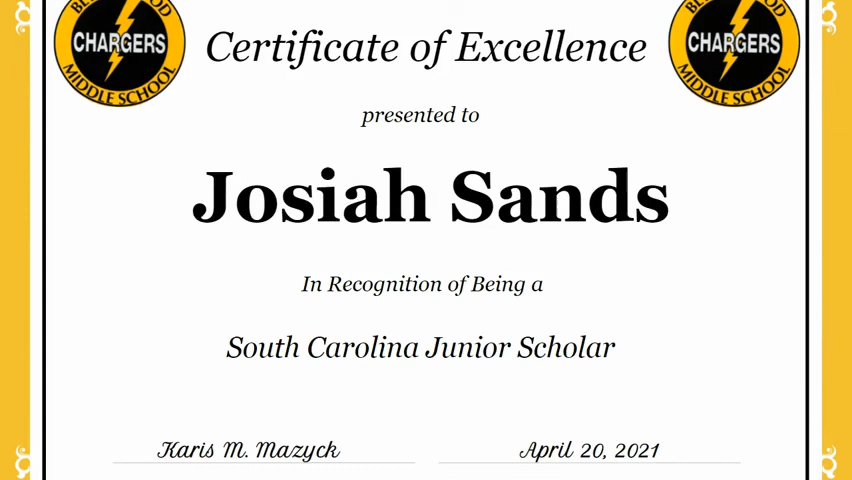 CHARGERS
MIDDLE SCHOOL
Certificate of Excellence
CHARGERS
MIDDLE SCHOOL
presented to
Josiah Sands
In Recognition of Being a
South Carolina Junior Scholar
Karis M. Mazyck
April 20, 2021